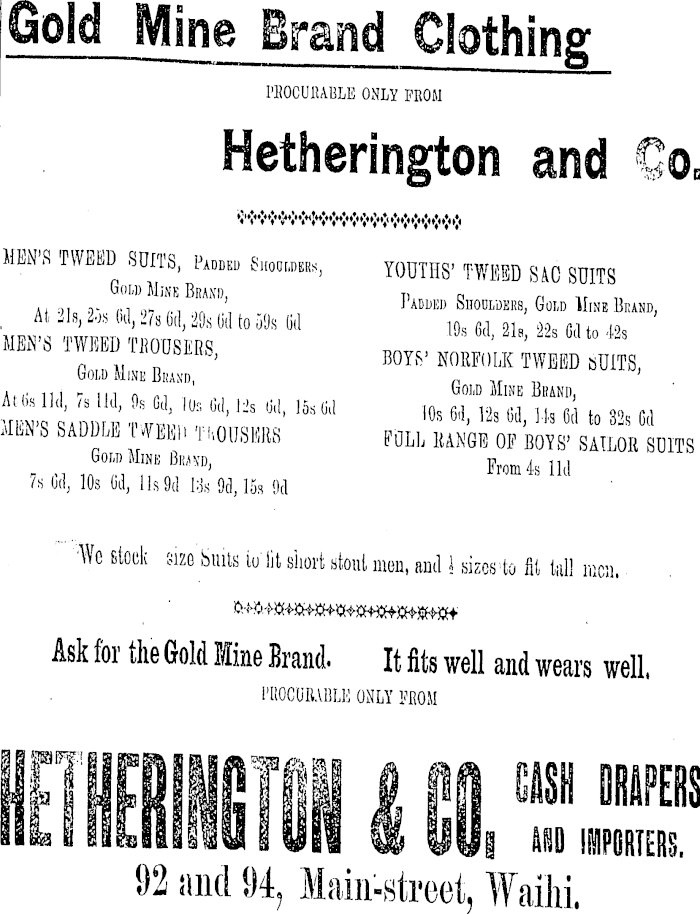 Gold Mine Brand Clothing
PROCURABLE ONLY FROM
Hetherington and Co.
MEN'S TWEED SUITS, PADDED SHOULDERS,
GOLD MINE BRAND,
At 21s, 25s 6d, 27s 6d, 29s 6d to 59s 6d
MEN'S TWEED TROUSERS,
GOLD MINE BRAND,
At 6s 11d, 7s 11d, 9s 6d, 10s 6d, 12s 6d, 15s 6d
MEN'S SADDLE TWEED TROUSERS
GOLD MINE BRAND,
7s 6d, 10s 6d, 11s 9d 13s 9d, 15s 9d
YOUTHS' TWEED SAC SUITS
PADDED SHOULDERS, GOLD MINE BRAND,
19s 6d, 21s, 22s 6d to 42s
BOYS' NORFOLK TWEED SUITS,
GOLD MINE BRAND,
10s 6d, 12s 6d, 14s 6d to 32s 6d
FULL RANGE OF BOYS' SAILOR SUITS
From 4s 11d
We stock size Suits to fit short stout men, and ½ sizes to fit tall men.
Ask for the Gold Mine Brand. It fits well and wears well.
PROCURABLE ONLY FROM
HETHERINGTON & CO, CASH DRAPERS
AND IMPORTERS.
92 and 94, Main-street, Waihi.